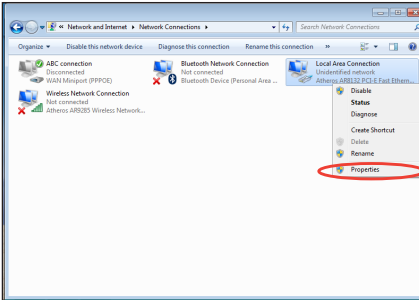 « Network and Internet ▸ Network Connections ▸
Search Network Connections
Organize ▾ Disable this network device Diagnose this connection Rename this connection »
ABC connection
Disconnected
WAN Miniport (PPPOE)
Bluetooth Network Connection
Not connected
Bluetooth Device (Personal Area ...
Local Area Connection
Unidentified network
Atheros AR8132 PCI-E Fast Ethern...
Wireless Network Connection
Not connected
Atheros AR9285 Wireless Network...
Disable
Status
Diagnose
Create Shortcut
Delete
Rename
Properties